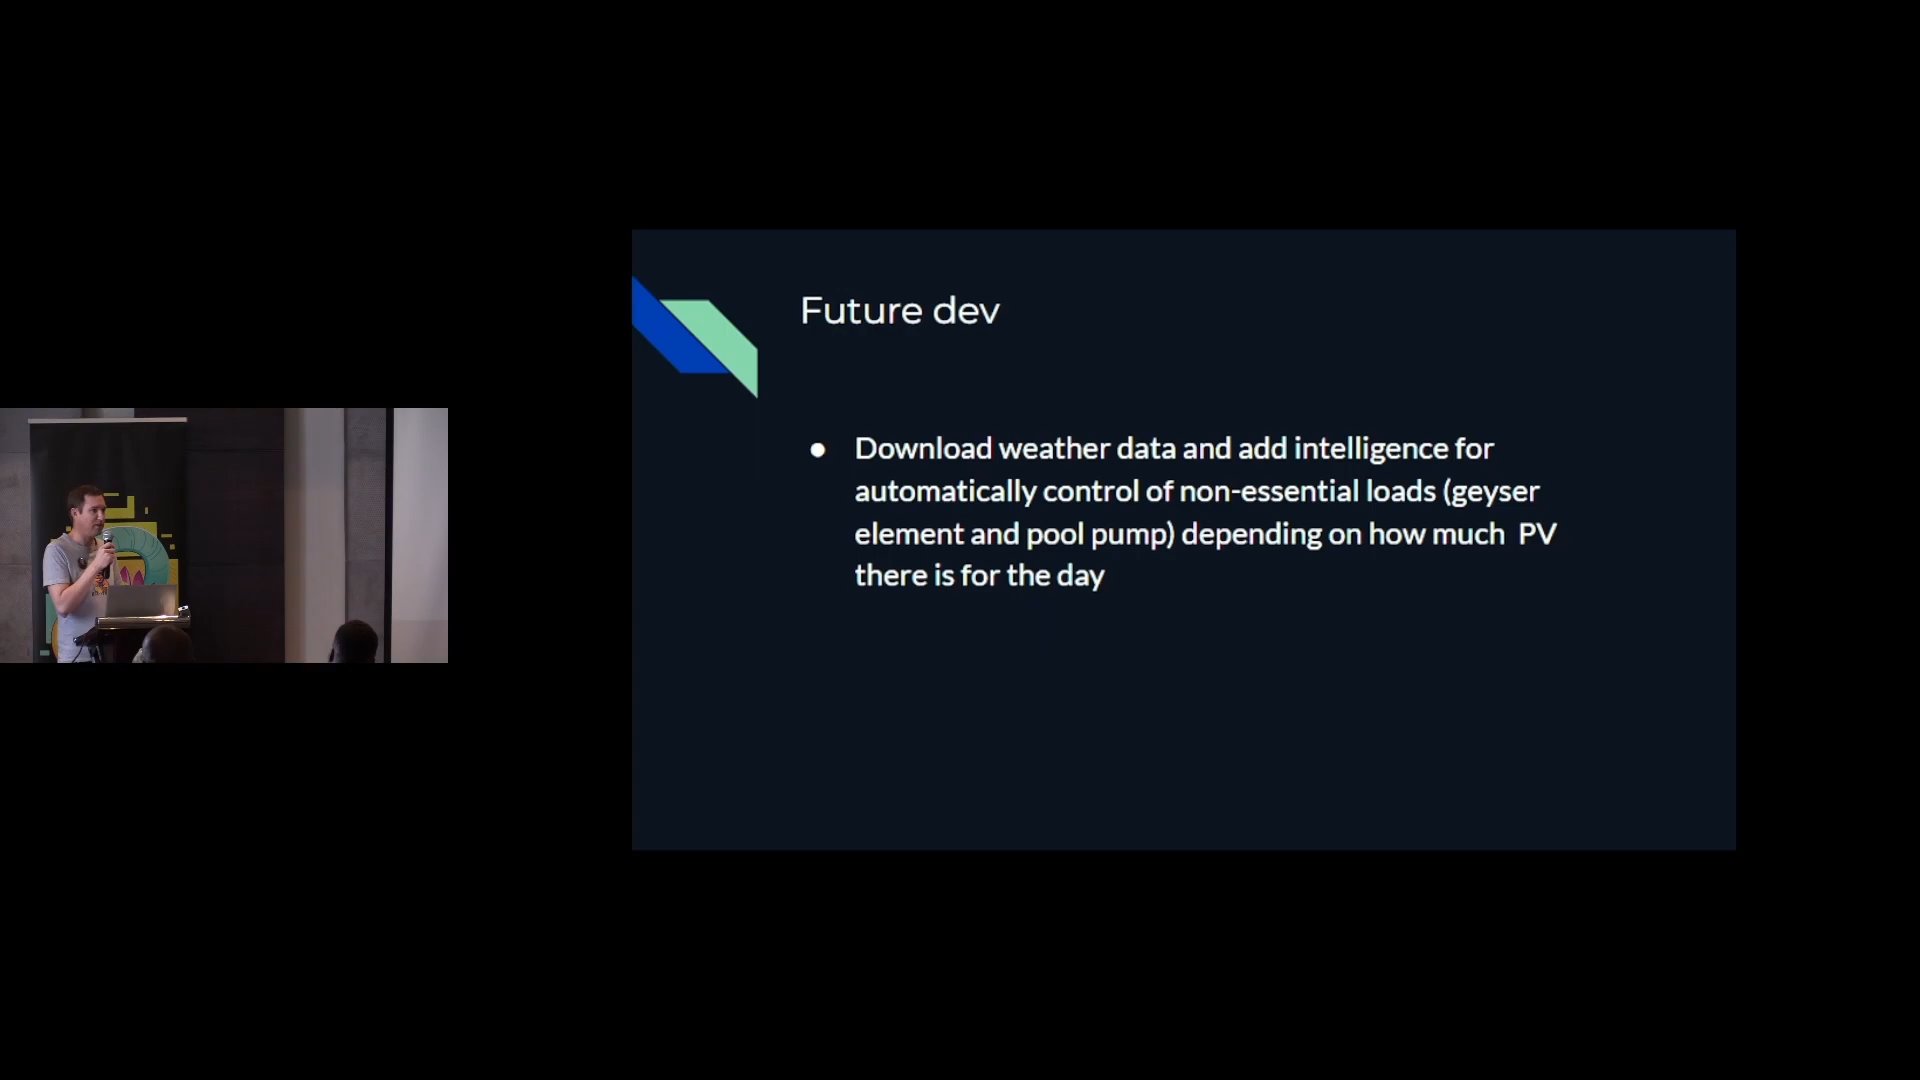 Future dev
● Download weather data and add intelligence for
automatically control of non-essential loads (geyser
element and pool pump) depending on how much  PV
there is for the day